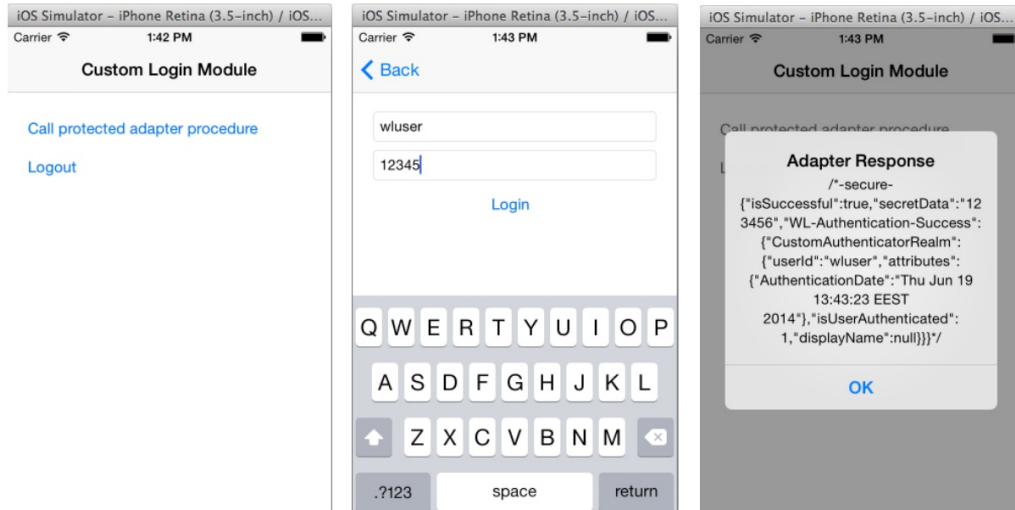 iOS Simulator – iPhone Retina (3.5-inch) / iOS...
Carrier 1:42 PM
Custom Login Module
Call protected adapter procedure
Logout
iOS Simulator – iPhone Retina (3.5-inch) / iOS...
Carrier 1:43 PM
Back
wluser
12345
Login
Q W E R T Y U I O P
A S D F G H J K L
Z X C V B N M
.?123 space return
iOS Simulator – iPhone Retina (3.5-inch) / iOS...
Carrier 1:43 PM
Custom Login Module
Call protected adapter procedure
L
Adapter Response
/*-secure-
{"isSuccessful":true,"secretData":"12
3456","WL-Authentication-Success":
{"CustomAuthenticatorRealm":
{"userId":"wluser","attributes":
{"AuthenticationDate":"Thu Jun 19
13:43:23 EEST
2014"},"isUserAuthenticated":
1,"displayName":null}}}*/
OK